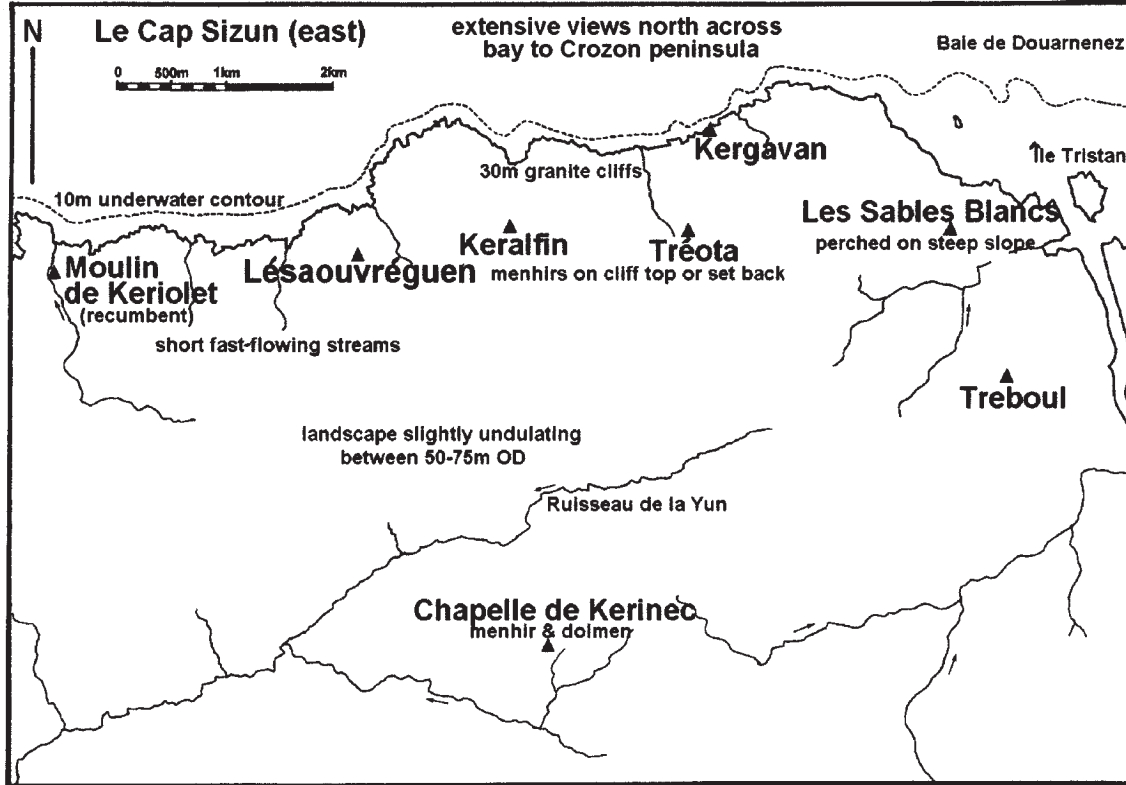 N
Le Cap Sizun (east)
0 500m 1km 2km
extensive views north across
bay to Crozon peninsula
Baie de Douarnenez
10m underwater contour
30m granite cliffs
Kergavan
Île Tristan
Les Sables Blancs
perched on steep slope
Moulin
de Keriolet
(recumbent)
Lesaouvreguen
Keralfin
Tréota
menhirs on cliff top or set back
short fast-flowing streams
Treboul
landscape slightly undulating
between 50-75m OD
Ruisseau de la Yun
Chapelle de Kerinec
menhir & dolmen